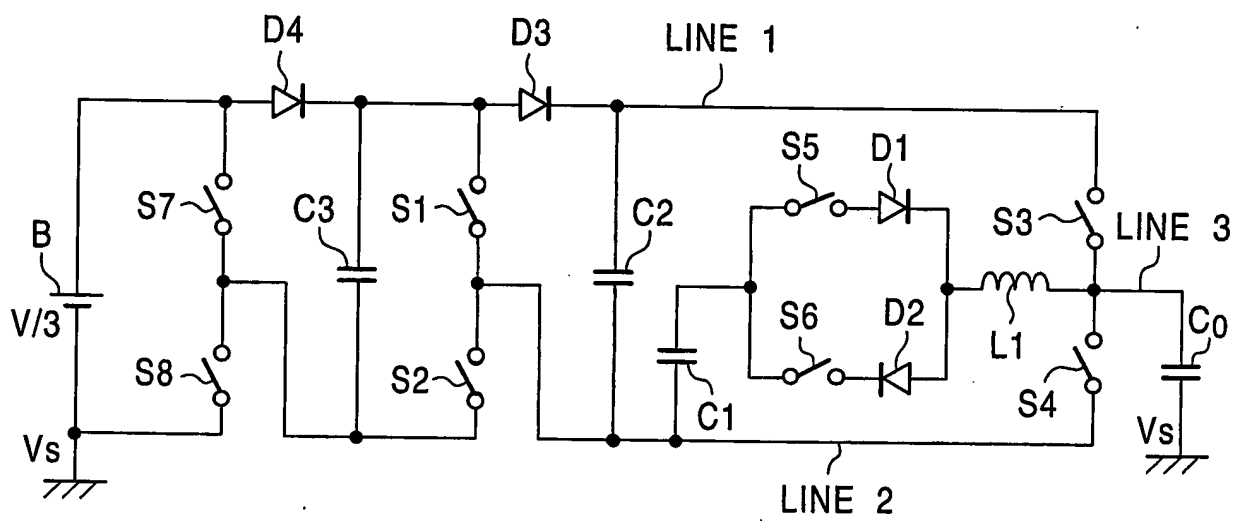 D4
D3
LINE 1
S5
D1
S7
C3
S1
C2
S3
LINE 3
B
V/3
S6
D2
L1
C0
S8
S2
C1
S4
Vs
Vs
LINE 2